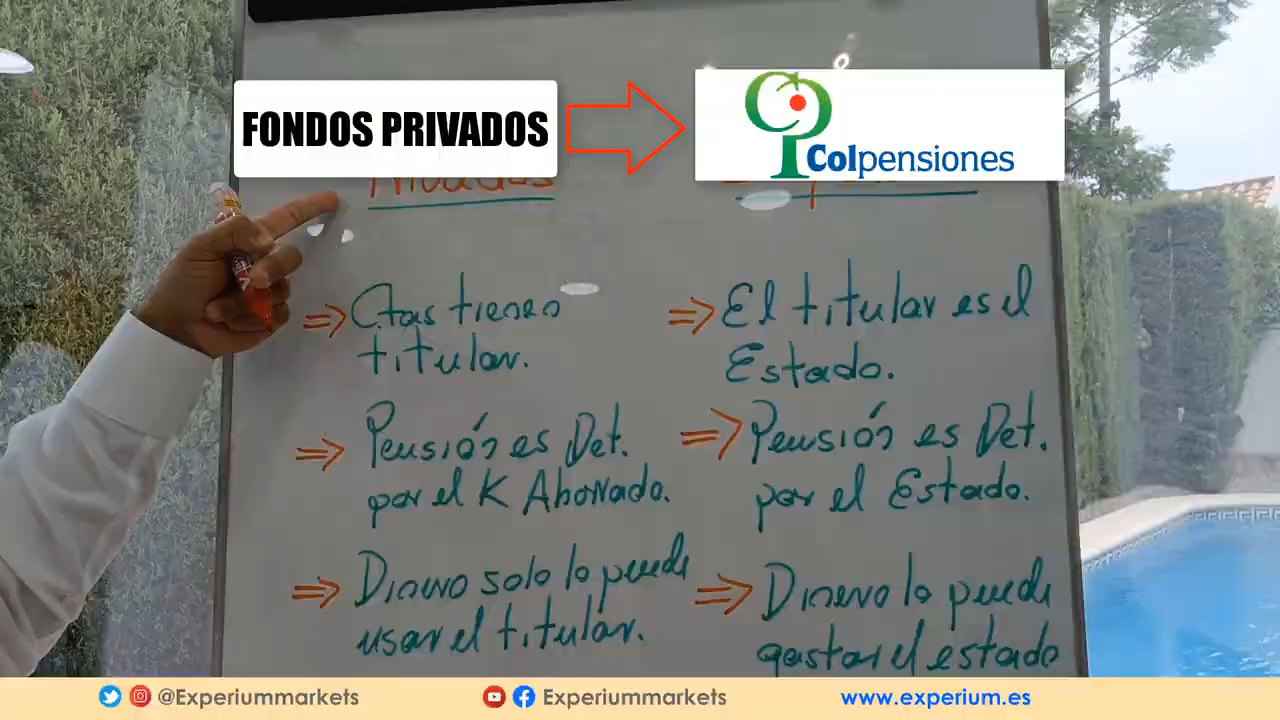 FONDOS PRIVADOS
Colpensiones
Privados
⇒ Ctas tienen
titular.
⇒ Pensión es Det.
por el K Ahorrado.
⇒ Dinero solo lo puede
usar el titular.
⇒ El titular es el
Estado.
⇒ Pensión es Det.
por el Estado.
⇒ Dinero lo puede
gastar el estado
@Experiummarkets
Experiummarkets
www.experium.es